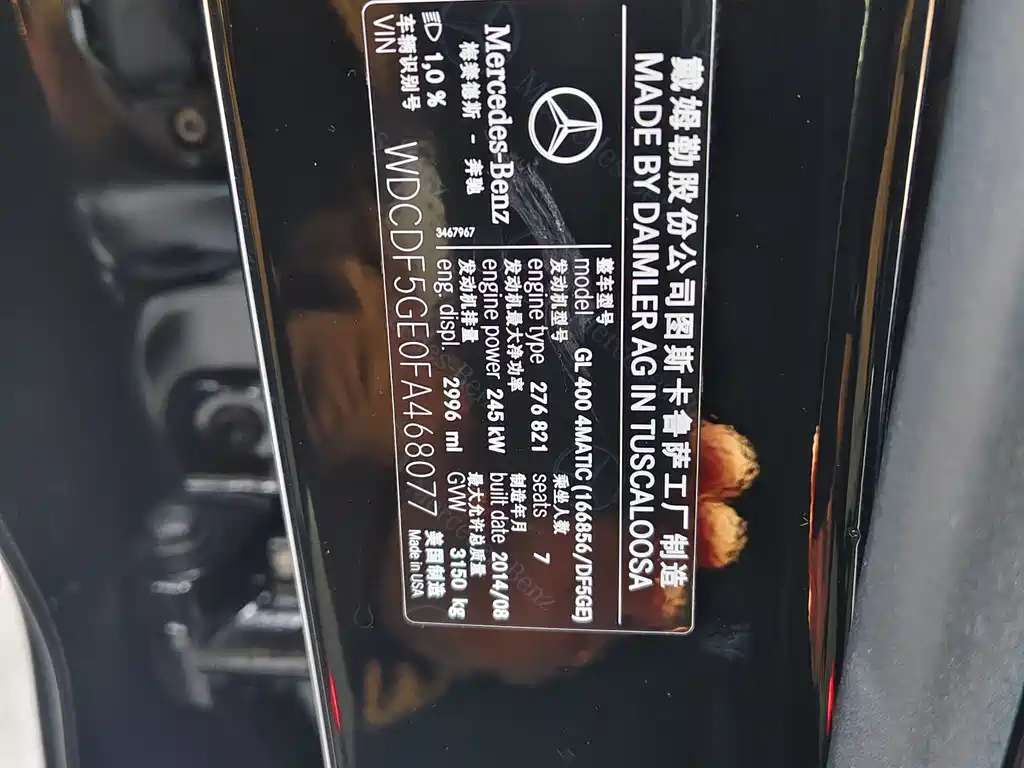 戴姆勒股份公司图斯卡鲁萨工厂制造
MADE BY DAIMLER AG IN TUSCALOOSA
Mercedes-Benz
梅赛德斯 - 奔驰
1,0 %
3467967
整车型号
model GL 400 4MATIC (166856/DF5GE)
发动机型号 乘坐人数
engine type 276 821 seats 7
发动机最大净功率 制造年月
engine power 245 kW built date 2014/08
发动机排量 最大允许总质量
eng. displ. 2996 ml GVW 3150 kg
车辆识别号 美国制造
VIN WDCDF5GE0FA468077 Made in USA